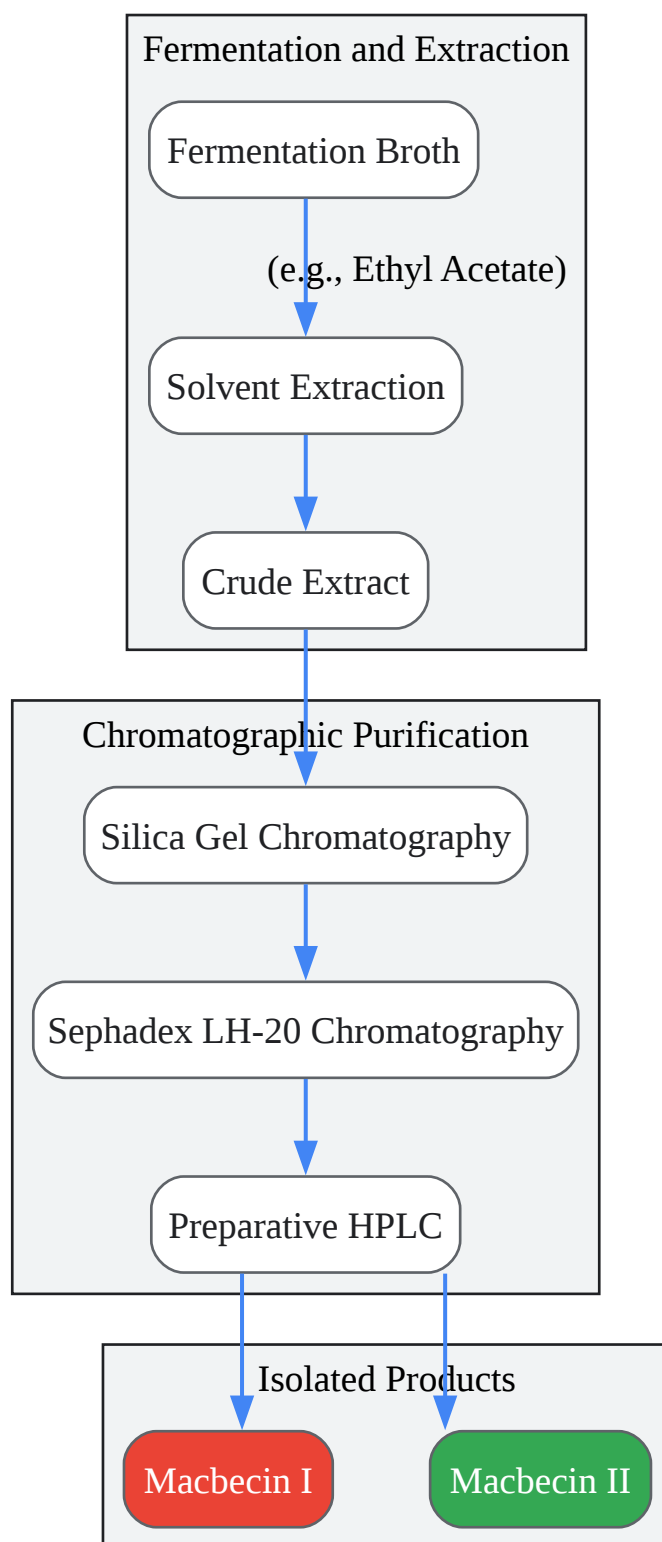 Fermentation and Extraction
Fermentation Broth
(e.g., Ethyl Acetate)
Solvent Extraction
Crude Extract
Chromatographic Purification
Silica Gel Chromatography
Sephadex LH-20 Chromatography
Preparative HPLC
Isolated Products
Macbecin I
Macbecin II